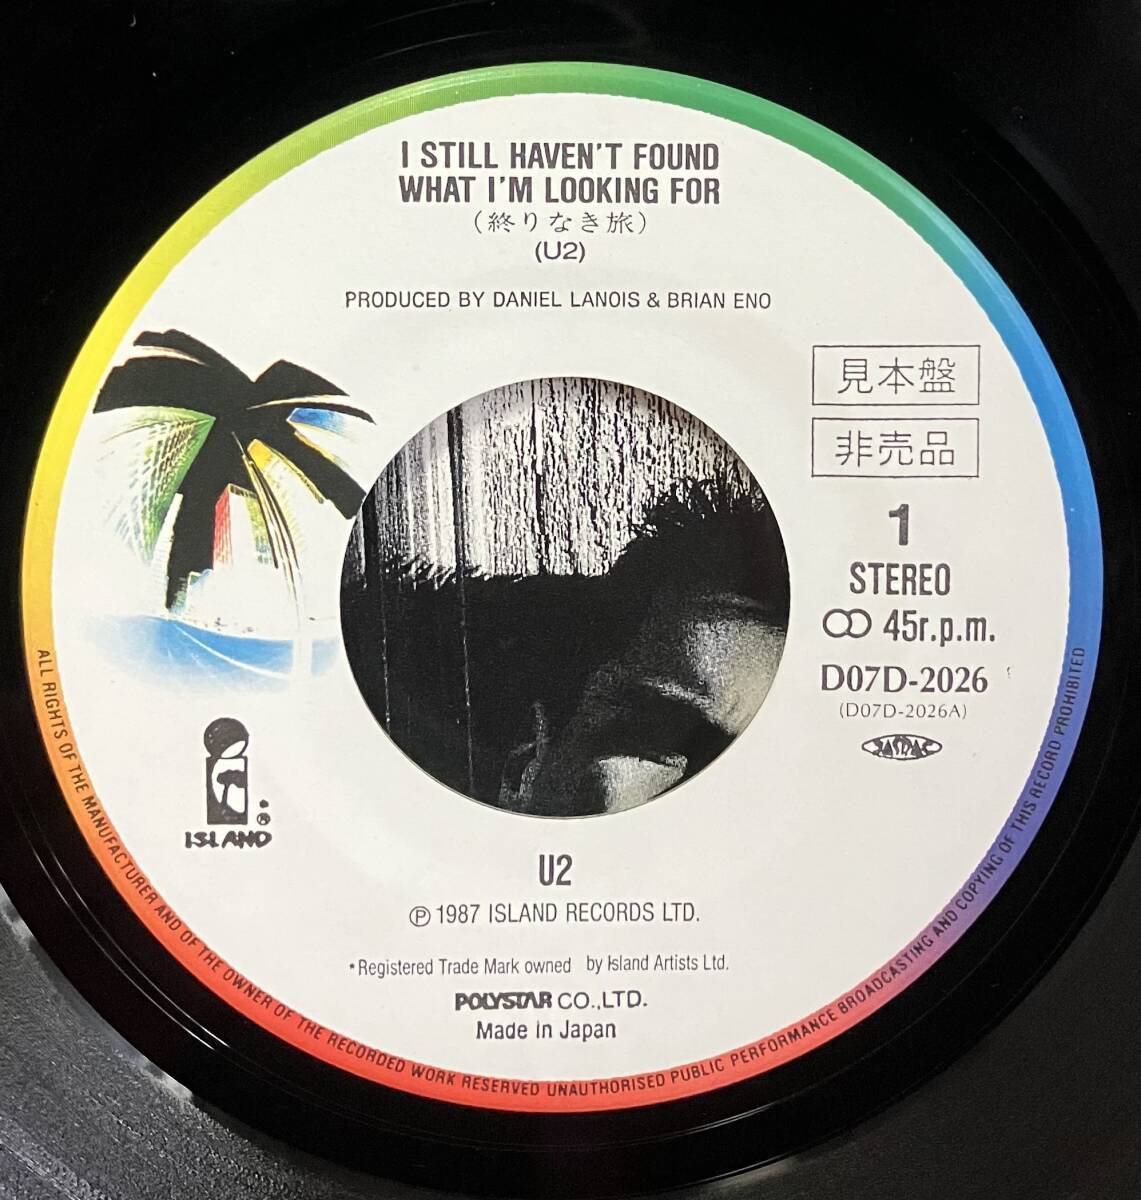 I STILL HAVEN'T FOUND
WHAT I'M LOOKING FOR
(終りなき旅)
(U2)
PRODUCED BY DANIEL LANOIS & BRIAN ENO
見本盤
非売品
1
STEREO
45r.p.m.
D07D-2026
(D07D-2026A)
JASRAC
ISLAND
®
U2
Ⓟ 1987 ISLAND RECORDS LTD.
*Registered Trade Mark owned by Island Artists Ltd.
POLYSTAR CO.,LTD.
Made in Japan
ALL RIGHTS OF THE MANUFACTURER AND OF THE OWNER OF THE RECORDED WORK RESERVED UNAUTHORISED PUBLIC PERFORMANCE BROADCASTING AND COPYING OF THIS RECORD PROHIBITED